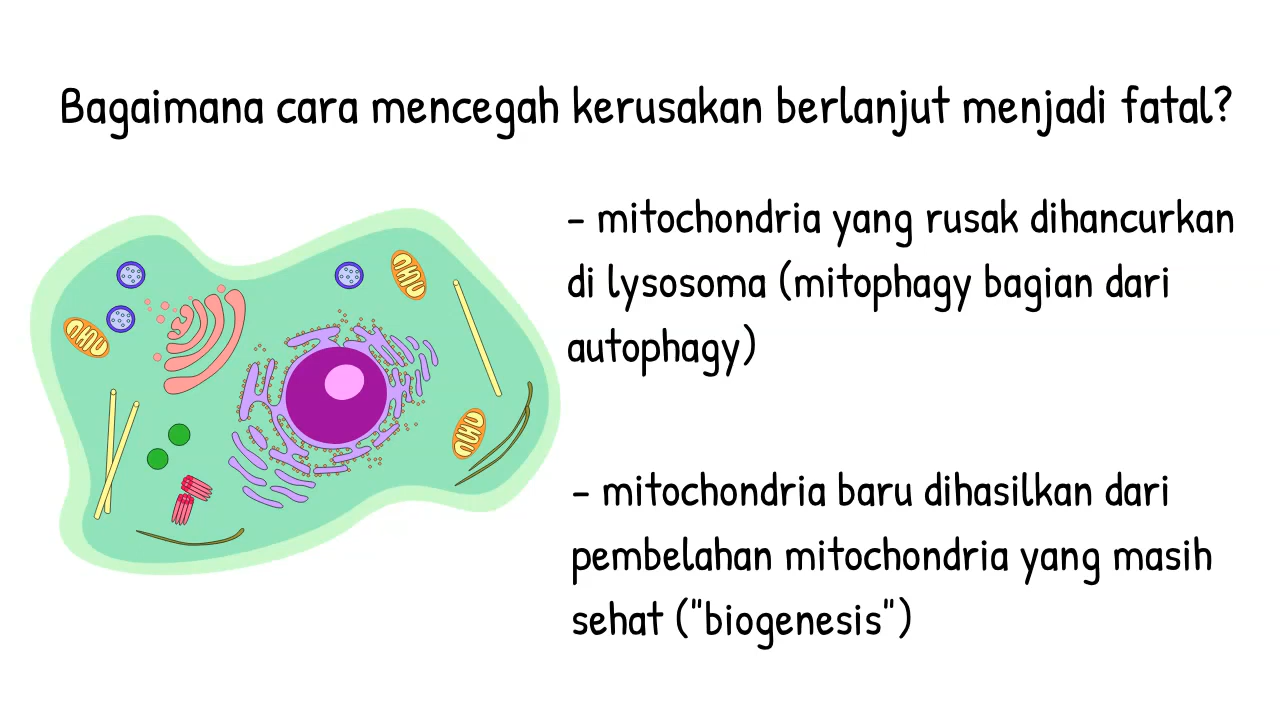 Bagaimana cara mencegah kerusakan berlanjut menjadi fatal?
- mitochondria yang rusak dihancurkan
di lysosoma (mitophagy bagian dari
autophagy)
- mitochondria baru dihasilkan dari
pembelahan mitochondria yang masih
sehat ("biogenesis")